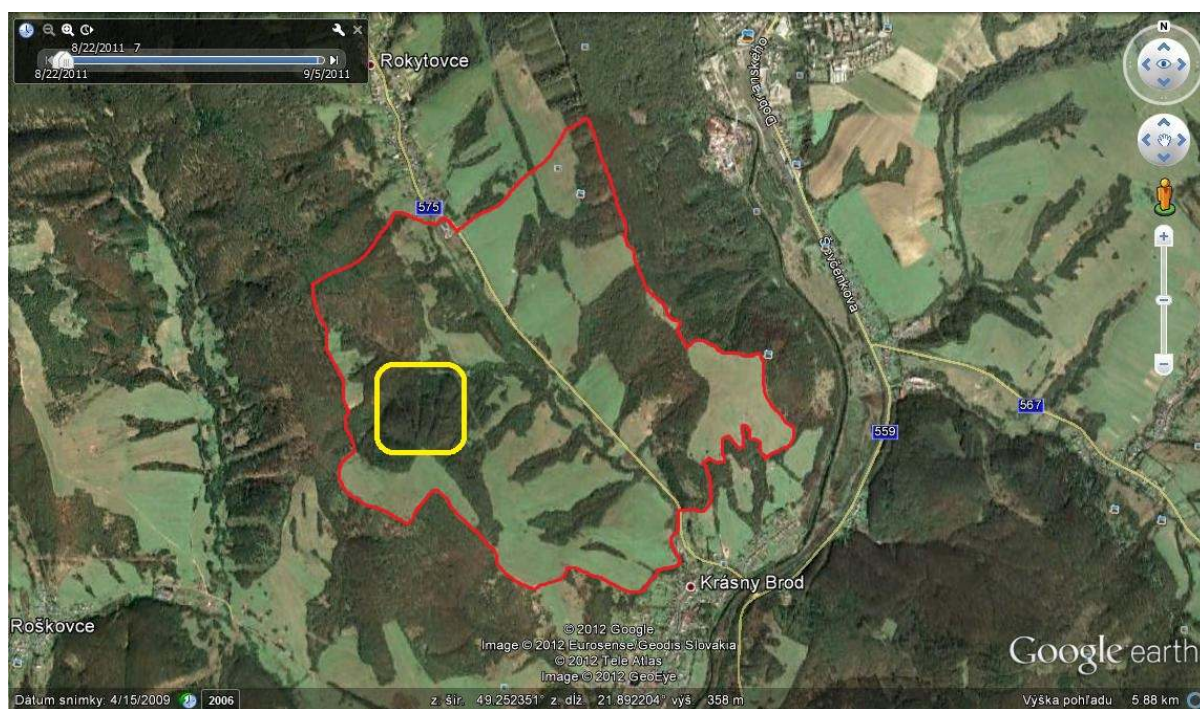 8/22/2011 7
8/22/2011
9/5/2011
Rokytovce
575
Dobrianského
Ševčenkova
N
567
559
Krásny Brod
Roškovce
© 2012 Google
Image © 2012 Eurosense/Geodis Slovakia
© 2012 Tele Atlas
Image © 2012 GeoEye
Google earth
Dátum snímky: 4/15/2009
2006
z. šír. 49.252351° z. dĺž 21.892204° výš 358 m
Výška pohľadu 5.88 km